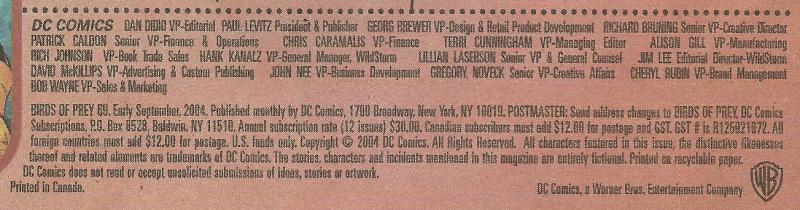 DC COMICS DAN DIDIO VP-Editorial PAUL LEVITZ President & Publisher GEORG BREWER VP-Design & Retail Product Development RICHARD BRUNING Senior VP-Creative Director
PATRICK CALDON Senior VP-Finance & Operations CHRIS CARAMALIS VP-Finance TERRI CUNNINGHAM VP-Managing Editor ALISON GILL VP-Manufacturing
RICH JOHNSON VP-Book Trade Sales HANK KANALZ VP-General Manager, WildStorm LILLIAN LASERSON Senior VP & General Counsel JIM LEE Editorial Director-WildStorm
DAVID McKILLIPS VP-Advertising & Custom Publishing JOHN NEE VP-Business Development GREGORY NOVECK Senior VP-Creative Affairs CHERYL RUBIN VP-Brand Management
BOB WAYNE VP-Sales & Marketing
BIRDS OF PREY 69. Early September, 2004. Published monthly by DC Comics, 1700 Broadway, New York, NY 10019. POSTMASTER: Send address changes to BIRDS OF PREY, DC Comics
Subscriptions, P.O. Box 0528, Baldwin, NY 11510. Annual subscription rate (12 issues) $30.00. Canadian subscribers must add $12.00 for postage and GST. GST # is R125921072. All
foreign countries must add $12.00 for postage. U.S. funds only. Copyright © 2004 DC Comics. All Rights Reserved. All characters featured in this issue, the distinctive likenesses
thereof and related elements are trademarks of DC Comics. The stories, characters and incidents mentioned in this magazine are entirely fictional. Printed on recyclable paper.
DC Comics does not read or accept unsolicited submissions of ideas, stories or artwork.
Printed in Canada.
DC Comics, a Warner Bros. Entertainment Company
WB